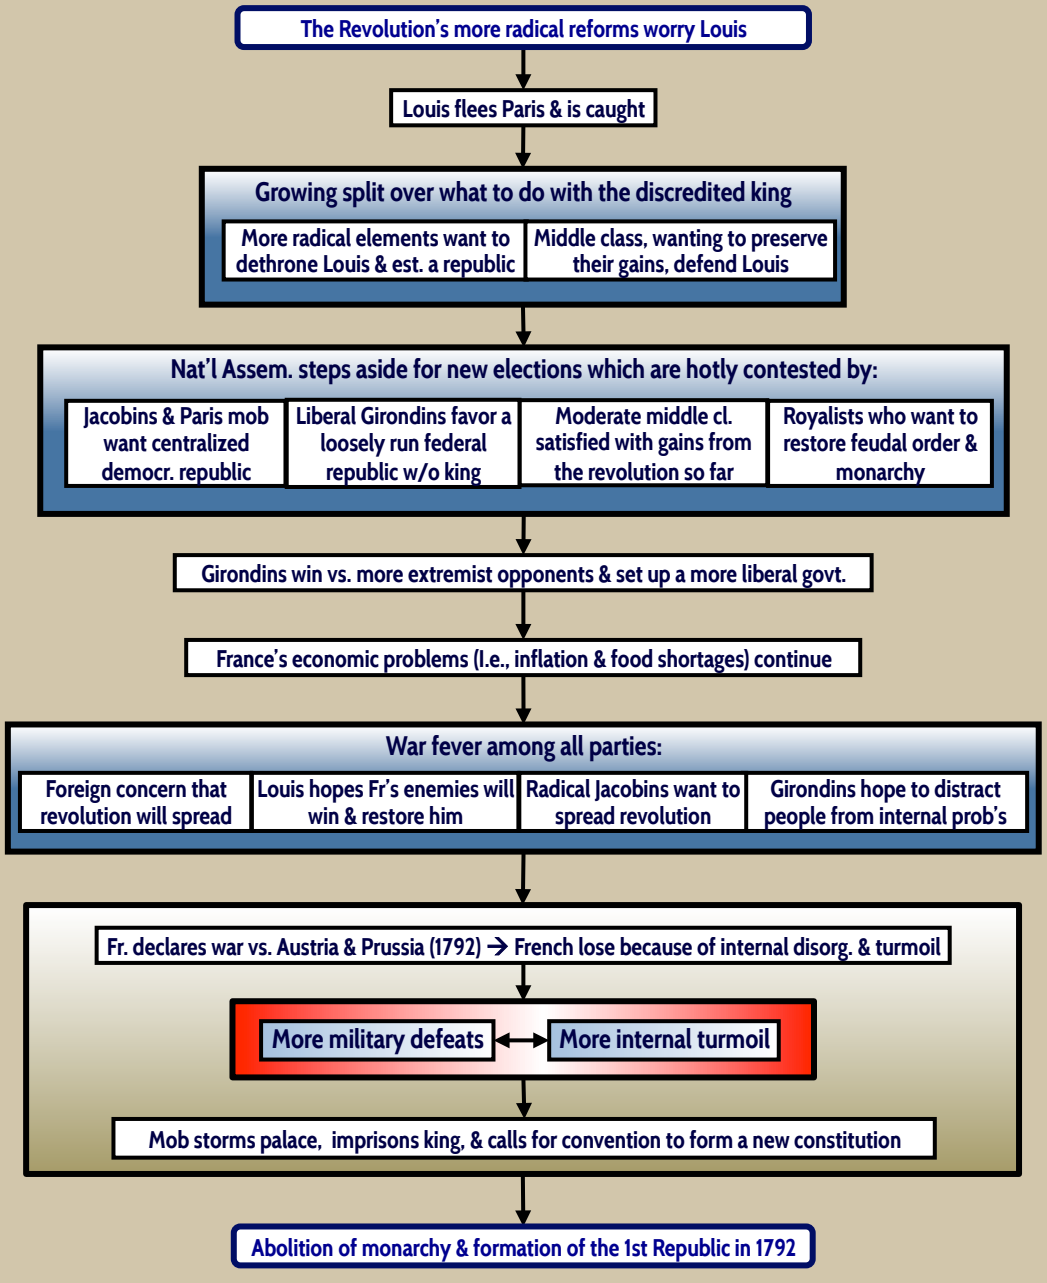 The Revolution's more radical reforms worry Louis
Louis flees Paris & is caught
Growing split over what to do with the discredited king
More radical elements want to
dethrone Louis & est. a republic
Middle class, wanting to preserve
their gains, defend Louis
Nat'l Assem. steps aside for new elections which are hotly contested by:
Jacobins & Paris mob
want centralized
democr. republic
Liberal Girondins favor a
loosely run federal
republic w/o king
Moderate middle cl.
satisfied with gains from
the revolution so far
Royalists who want to
restore feudal order &
monarchy
Girondins win vs. more extremist opponents & set up a more liberal govt.
France's economic problems (I.e., inflation & food shortages) continue
War fever among all parties:
Foreign concern that
revolution will spread
Louis hopes Fr's enemies will
win & restore him
Radical Jacobins want to
spread revolution
Girondins hope to distract
people from internal prob's
Fr. declares war vs. Austria & Prussia (1792) → French lose because of internal disorg. & turmoil
More military defeats
More internal turmoil
Mob storms palace, imprisons king, & calls for convention to form a new constitution
Abolition of monarchy & formation of the 1st Republic in 1792